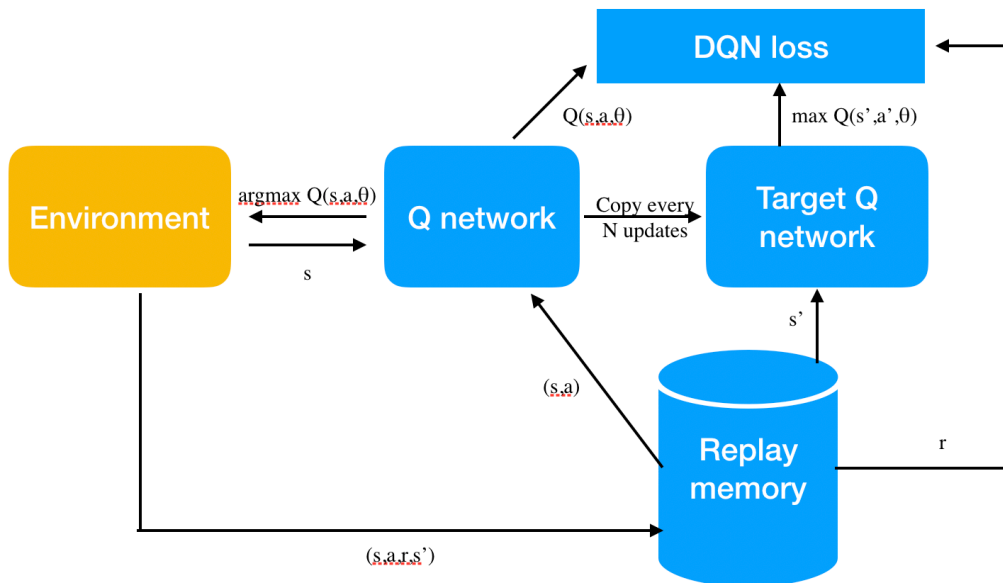 DQN loss
Q(s,a,θ)
max Q(s’,a’,θ)
Environment
argmax Q(s,a,θ)
s
Q network
Copy every
N updates
Target Q
network
s’
(s,a)
Replay
memory
r
(s,a,r,s’)